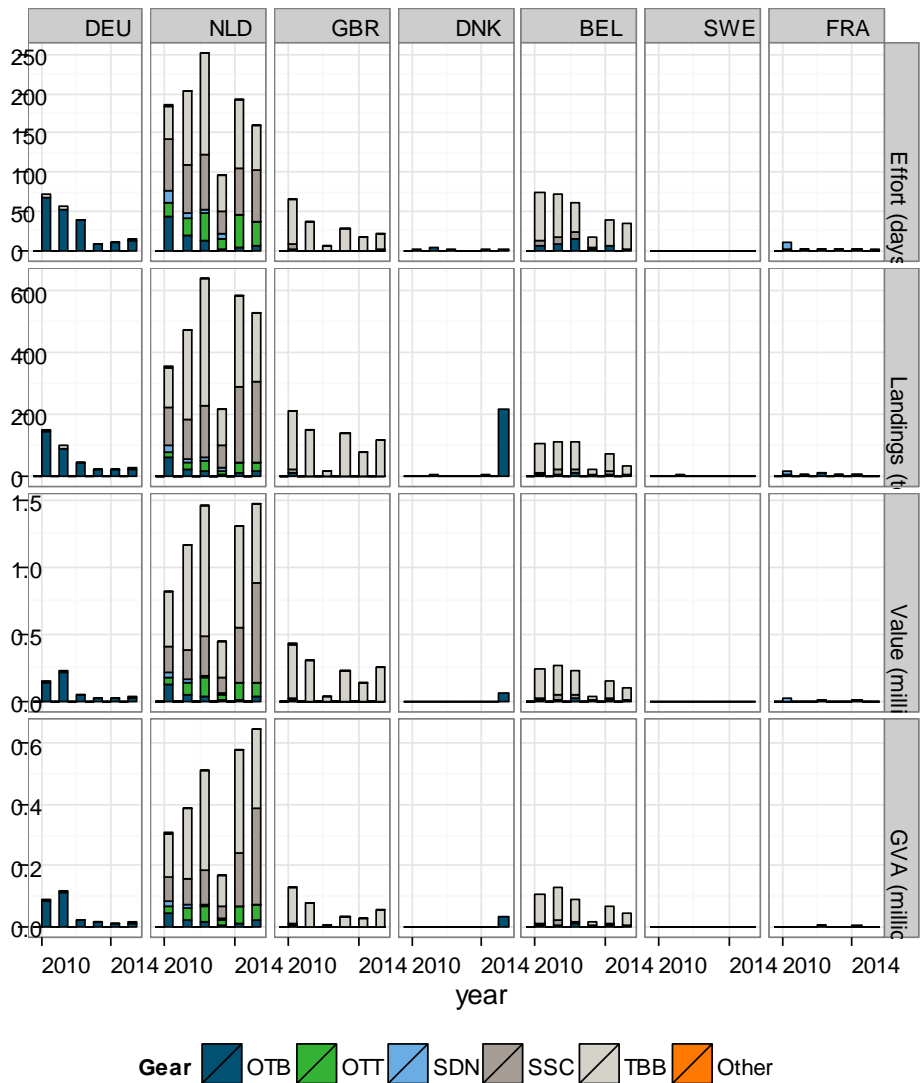 DEU NLD GBR DNK BEL SWE FRA
250
200
150
100
50
0
Effort (days
600
400
200
0
Landings (t
1.5
1.0
0.5
0.0
Value (milli
0.6
0.4
0.2
0.0
GVA (millio
2010 2014 2010 2014 2010 2014 2010 2014 2010 2014 2010 2014 2010 2014
year
Gear OTB OTT SDN SSC TBB Other